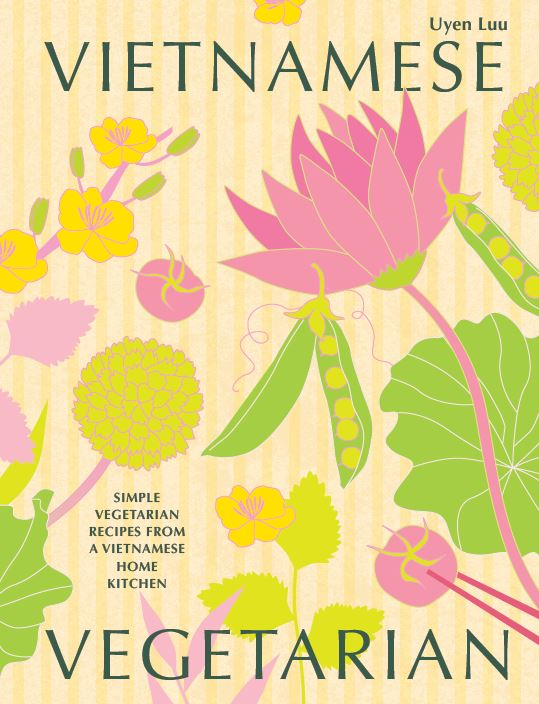 Uyen Luu
VIETNAMESE
SIMPLE
VEGETARIAN
RECIPES FROM
A VIETNAMESE
HOME
KITCHEN
VEGETARIAN